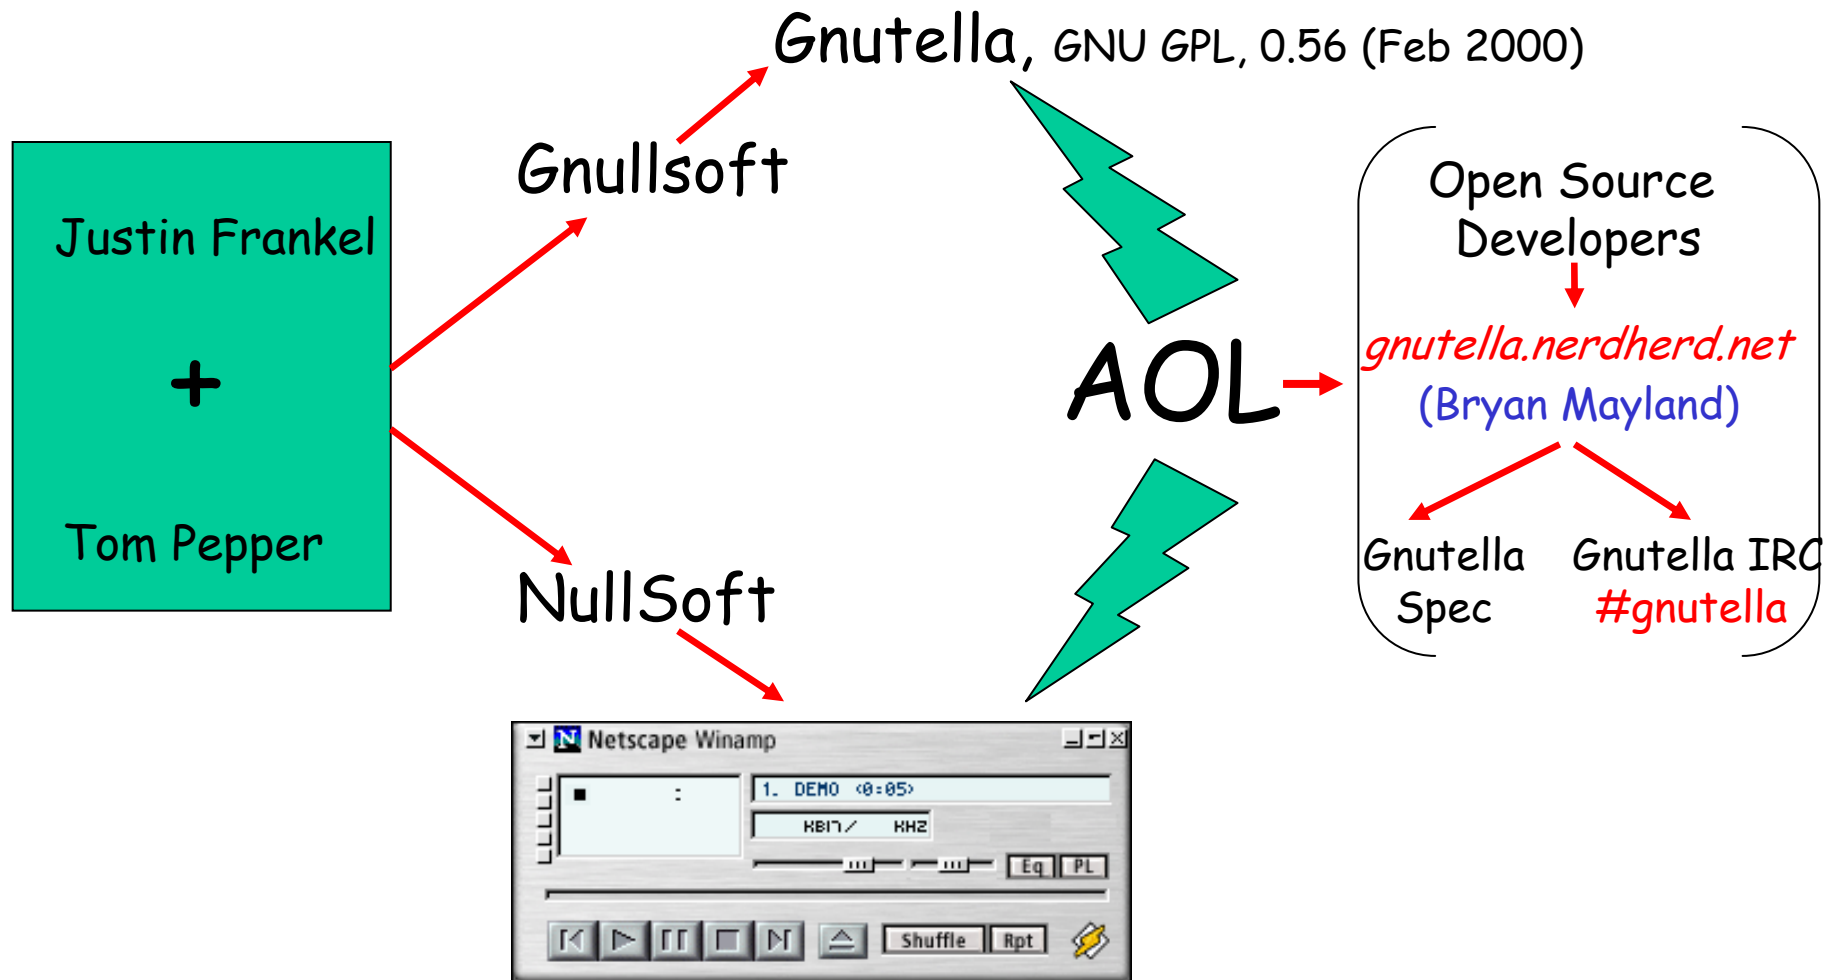 Gnutella, GNU GPL, 0.56 (Feb 2000)
Gnullsoft
Justin Frankel
+
Tom Pepper
NullSoft
AOL
Open Source
Developers
gnutella.nerdherd.net
(Bryan Mayland)
Gnutella
Spec
Gnutella IRC
#gnutella
N Netscape Winamp
:
1. DEMO <0:05>
KBIT/ KHZ
Eq PL
Shuffle Rpt